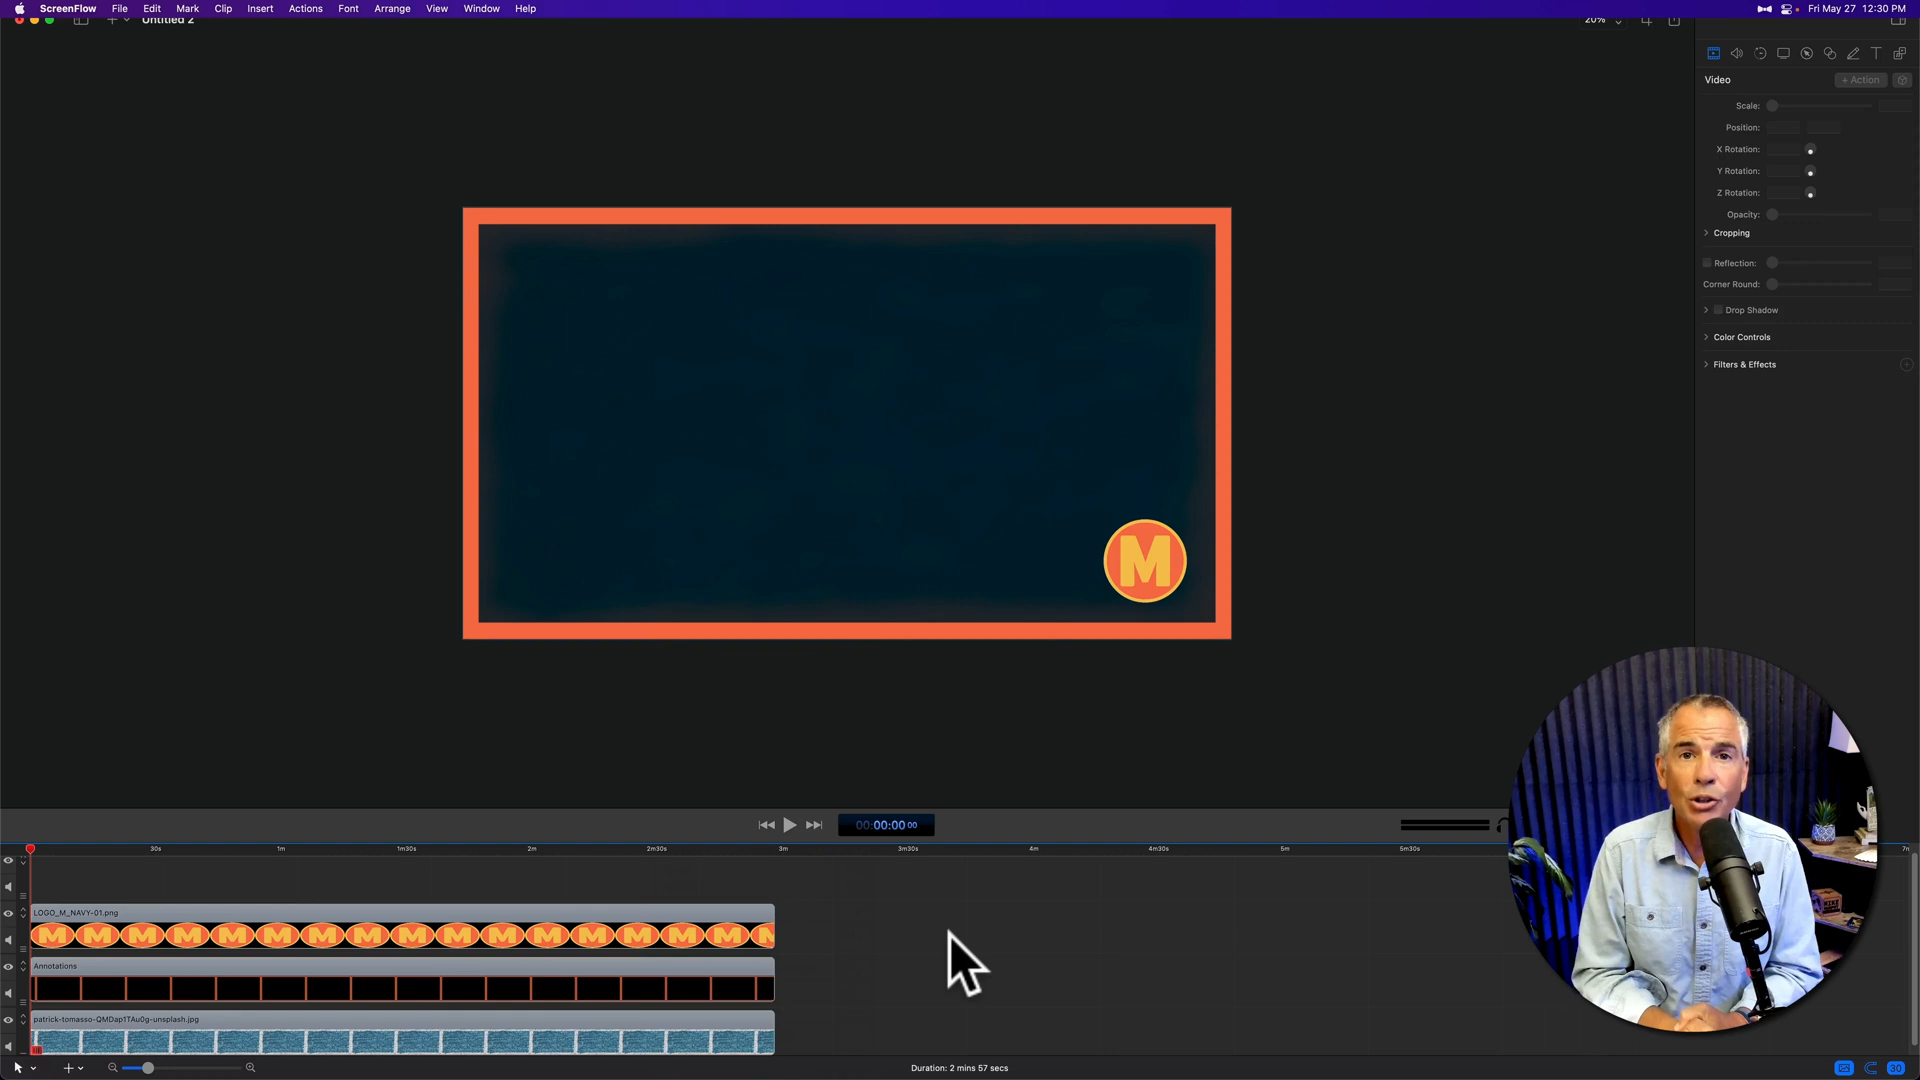 ScreenFlow File Edit Mark Clip Insert Actions Font Arrange View Window Help Fri May 27 12:30 PM
Untitled 2 20%
Video + Action
Scale:
Position:
X Rotation:
Y Rotation:
Z Rotation:
Opacity:
Cropping
Reflection:
Corner Round:
Drop Shadow
Color Controls
Filters & Effects
M
00:00:00 00
30s 1m 1m30s 2m 2m30s 3m 3m30s 4m 4m30s 5m 5m30s
LOGO_M_NAVY-01.png
M M M M M M M M M M M M M M M M M
Annotations
patrick-tomasso-QMDap1TAu0g-unsplash.jpg
Duration: 2 mins 57 secs
30